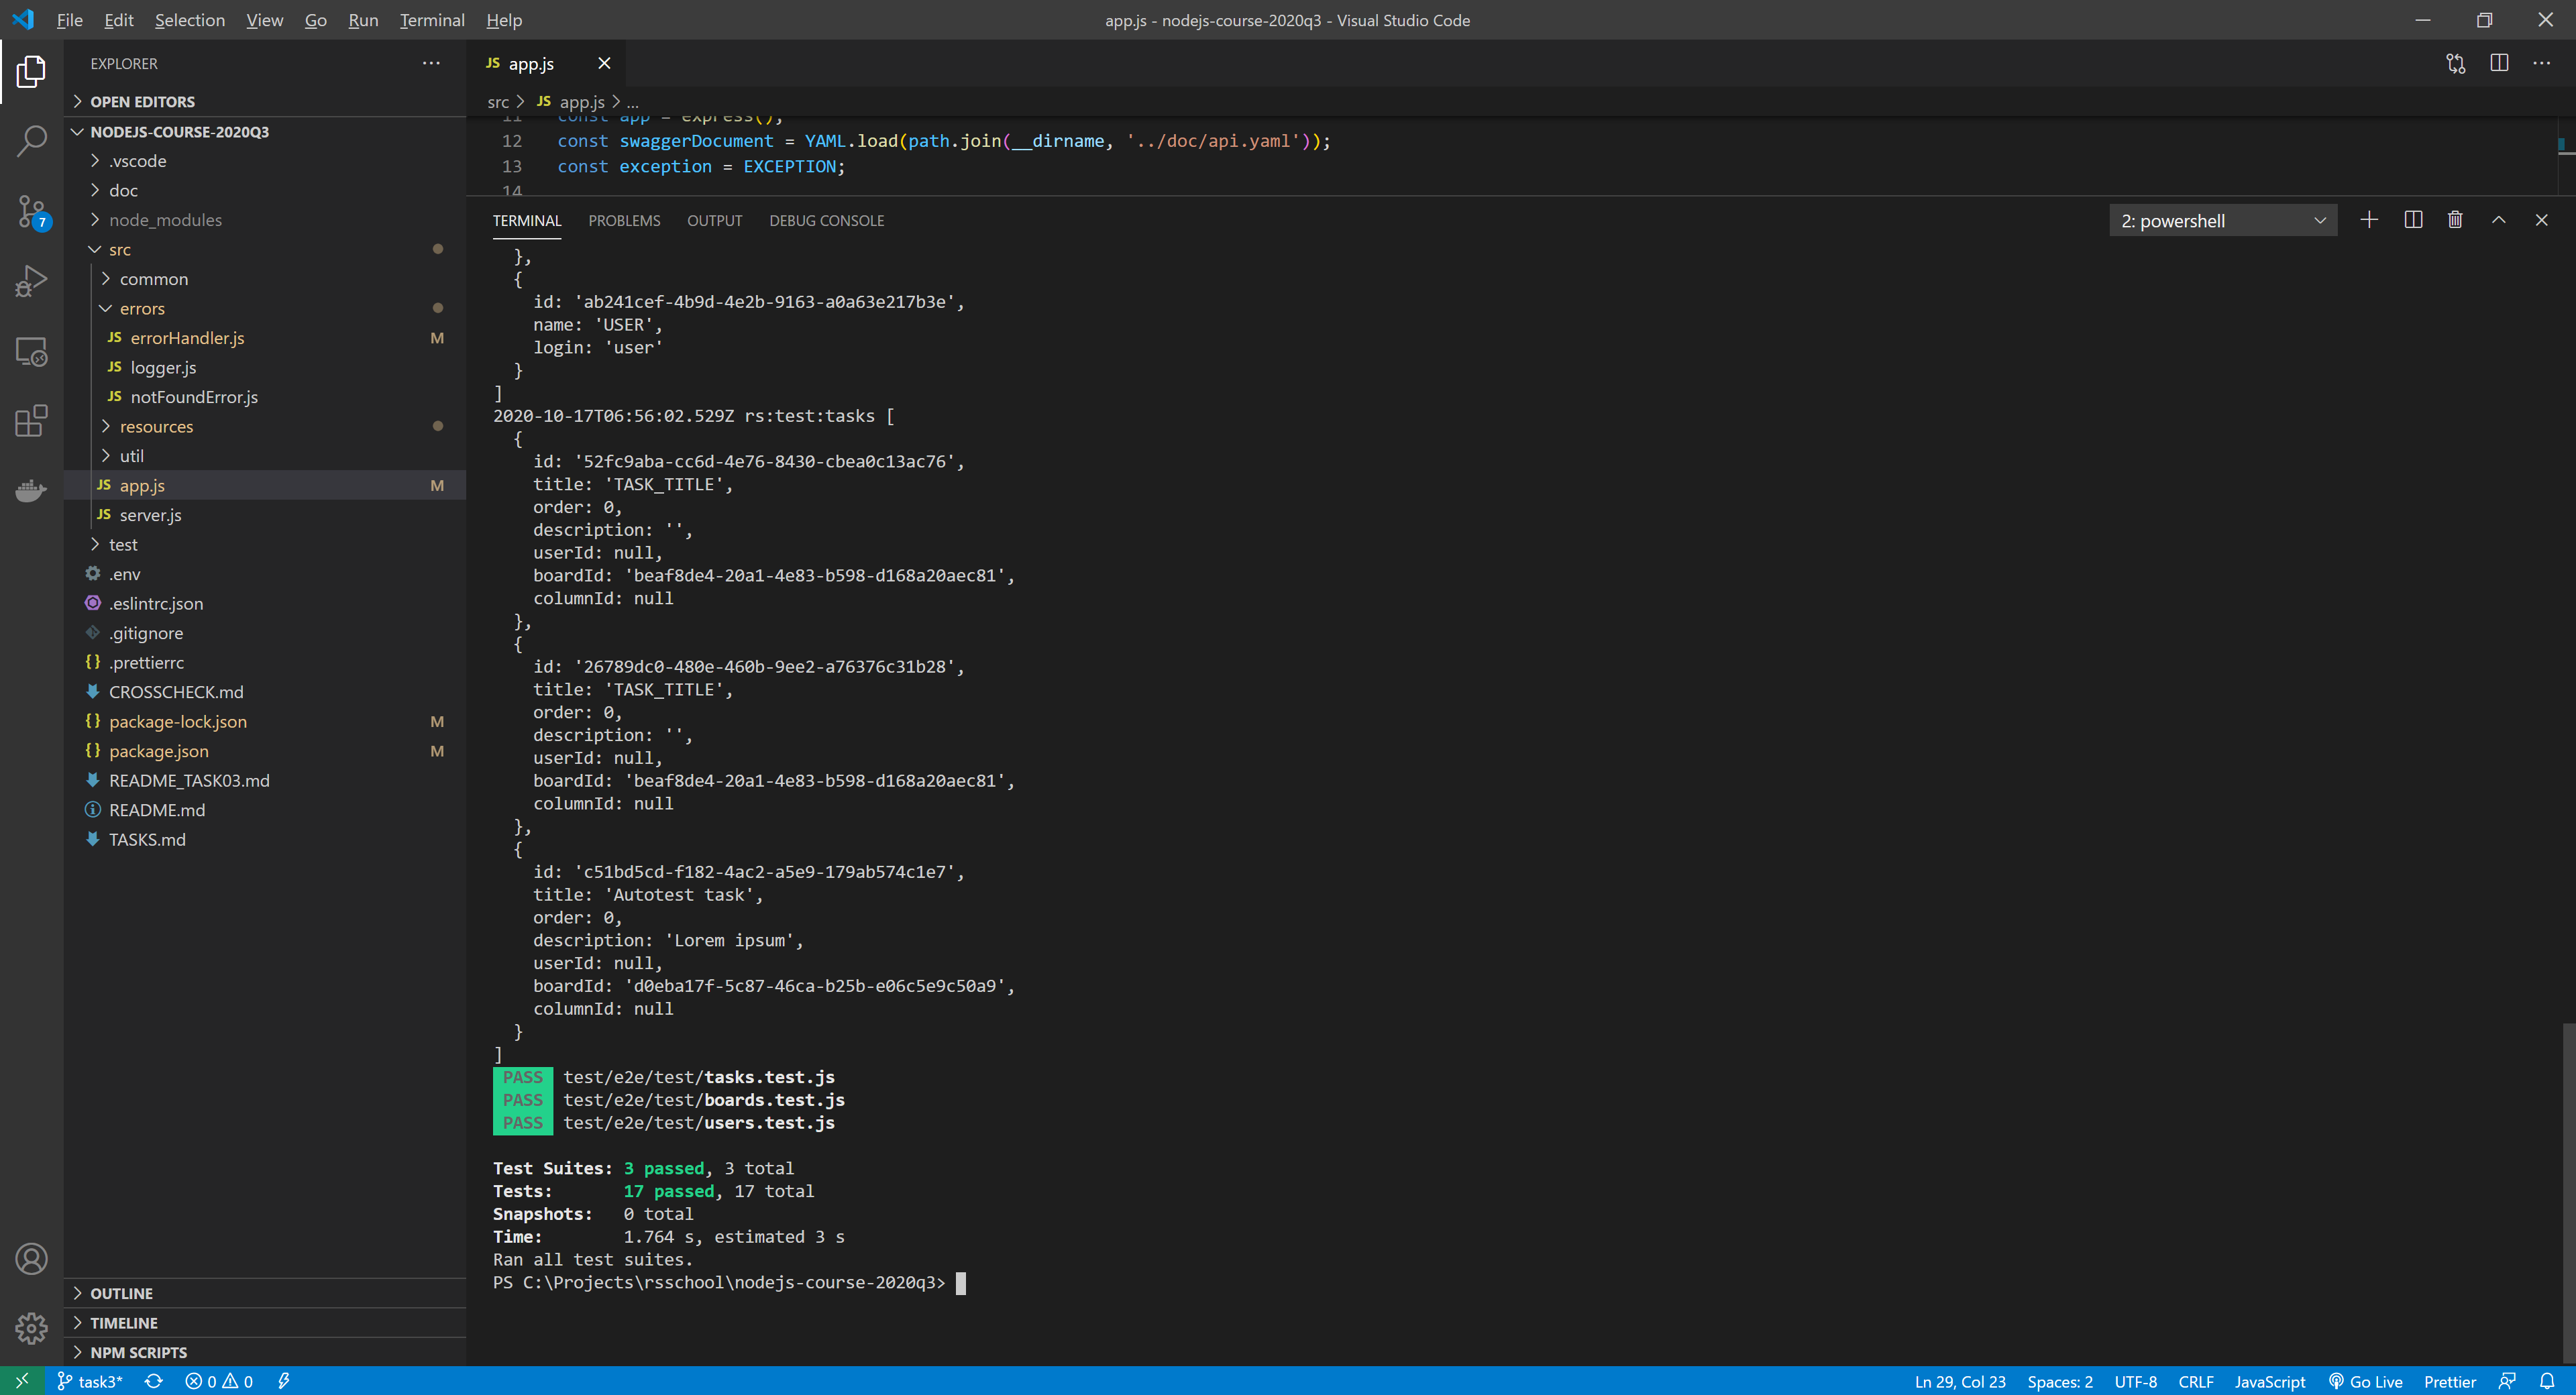 File Edit Selection View Go Run Terminal Help
app.js - nodejs-course-2020q3 - Visual Studio Code
EXPLORER
OPEN EDITORS
NODEJS-COURSE-2020Q3
.vscode
doc
node_modules
src
common
errors
JS errorHandler.js M
JS logger.js
JS notFoundError.js
resources
util
JS app.js M
JS server.js
test
.env
.eslintrc.json
.gitignore
{} .prettierrc
CROSSCHECK.md
{} package-lock.json M
{} package.json M
README_TASK03.md
README.md
TASKS.md
OUTLINE
TIMELINE
NPM SCRIPTS
7
JS app.js
src > JS app.js > ...
11 const app = express();
12 const swaggerDocument = YAML.load(path.join(__dirname, '../doc/api.yaml'));
13 const exception = EXCEPTION;
14
TERMINAL PROBLEMS OUTPUT DEBUG CONSOLE
2: powershell
},
{
id: 'ab241cef-4b9d-4e2b-9163-a0a63e217b3e',
name: 'USER',
login: 'user'
}
]
2020-10-17T06:56:02.529Z rs:test:tasks [
{
id: '52fc9aba-cc6d-4e76-8430-cbea0c13ac76',
title: 'TASK_TITLE',
order: 0,
description: '',
userId: null,
boardId: 'beaf8de4-20a1-4e83-b598-d168a20aec81',
columnId: null
},
{
id: '26789dc0-480e-460b-9ee2-a76376c31b28',
title: 'TASK_TITLE',
order: 0,
description: '',
userId: null,
boardId: 'beaf8de4-20a1-4e83-b598-d168a20aec81',
columnId: null
},
{
id: 'c51bd5cd-f182-4ac2-a5e9-179ab574c1e7',
title: 'Autotest task',
order: 0,
description: 'Lorem ipsum',
userId: null,
boardId: 'd0eba17f-5c87-46ca-b25b-e06c5e9c50a9',
columnId: null
}
]
PASS test/e2e/test/tasks.test.js
PASS test/e2e/test/boards.test.js
PASS test/e2e/test/users.test.js
Test Suites: 3 passed, 3 total
Tests: 17 passed, 17 total
Snapshots: 0 total
Time: 1.764 s, estimated 3 s
Ran all test suites.
PS C:\Projects\rsschool\nodejs-course-2020q3>
task3* 0 0 Ln 29, Col 23 Spaces: 2 UTF-8 CRLF JavaScript Go Live Prettier